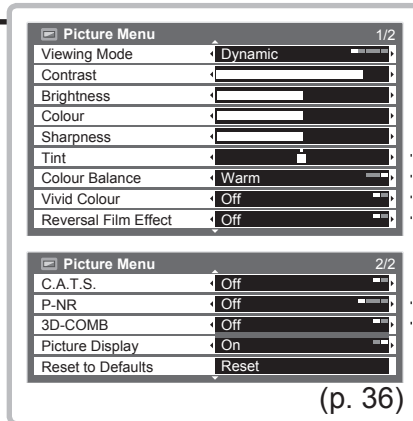 Picture Menu 1/2
Viewing Mode Dynamic
Contrast
Brightness
Colour
Sharpness
Tint
Colour Balance Warm
Vivid Colour Off
Reversal Film Effect Off
Picture Menu 2/2
C.A.T.S. Off
P-NR Off
3D-COMB Off
Picture Display On
Reset to Defaults Reset
(p. 36)